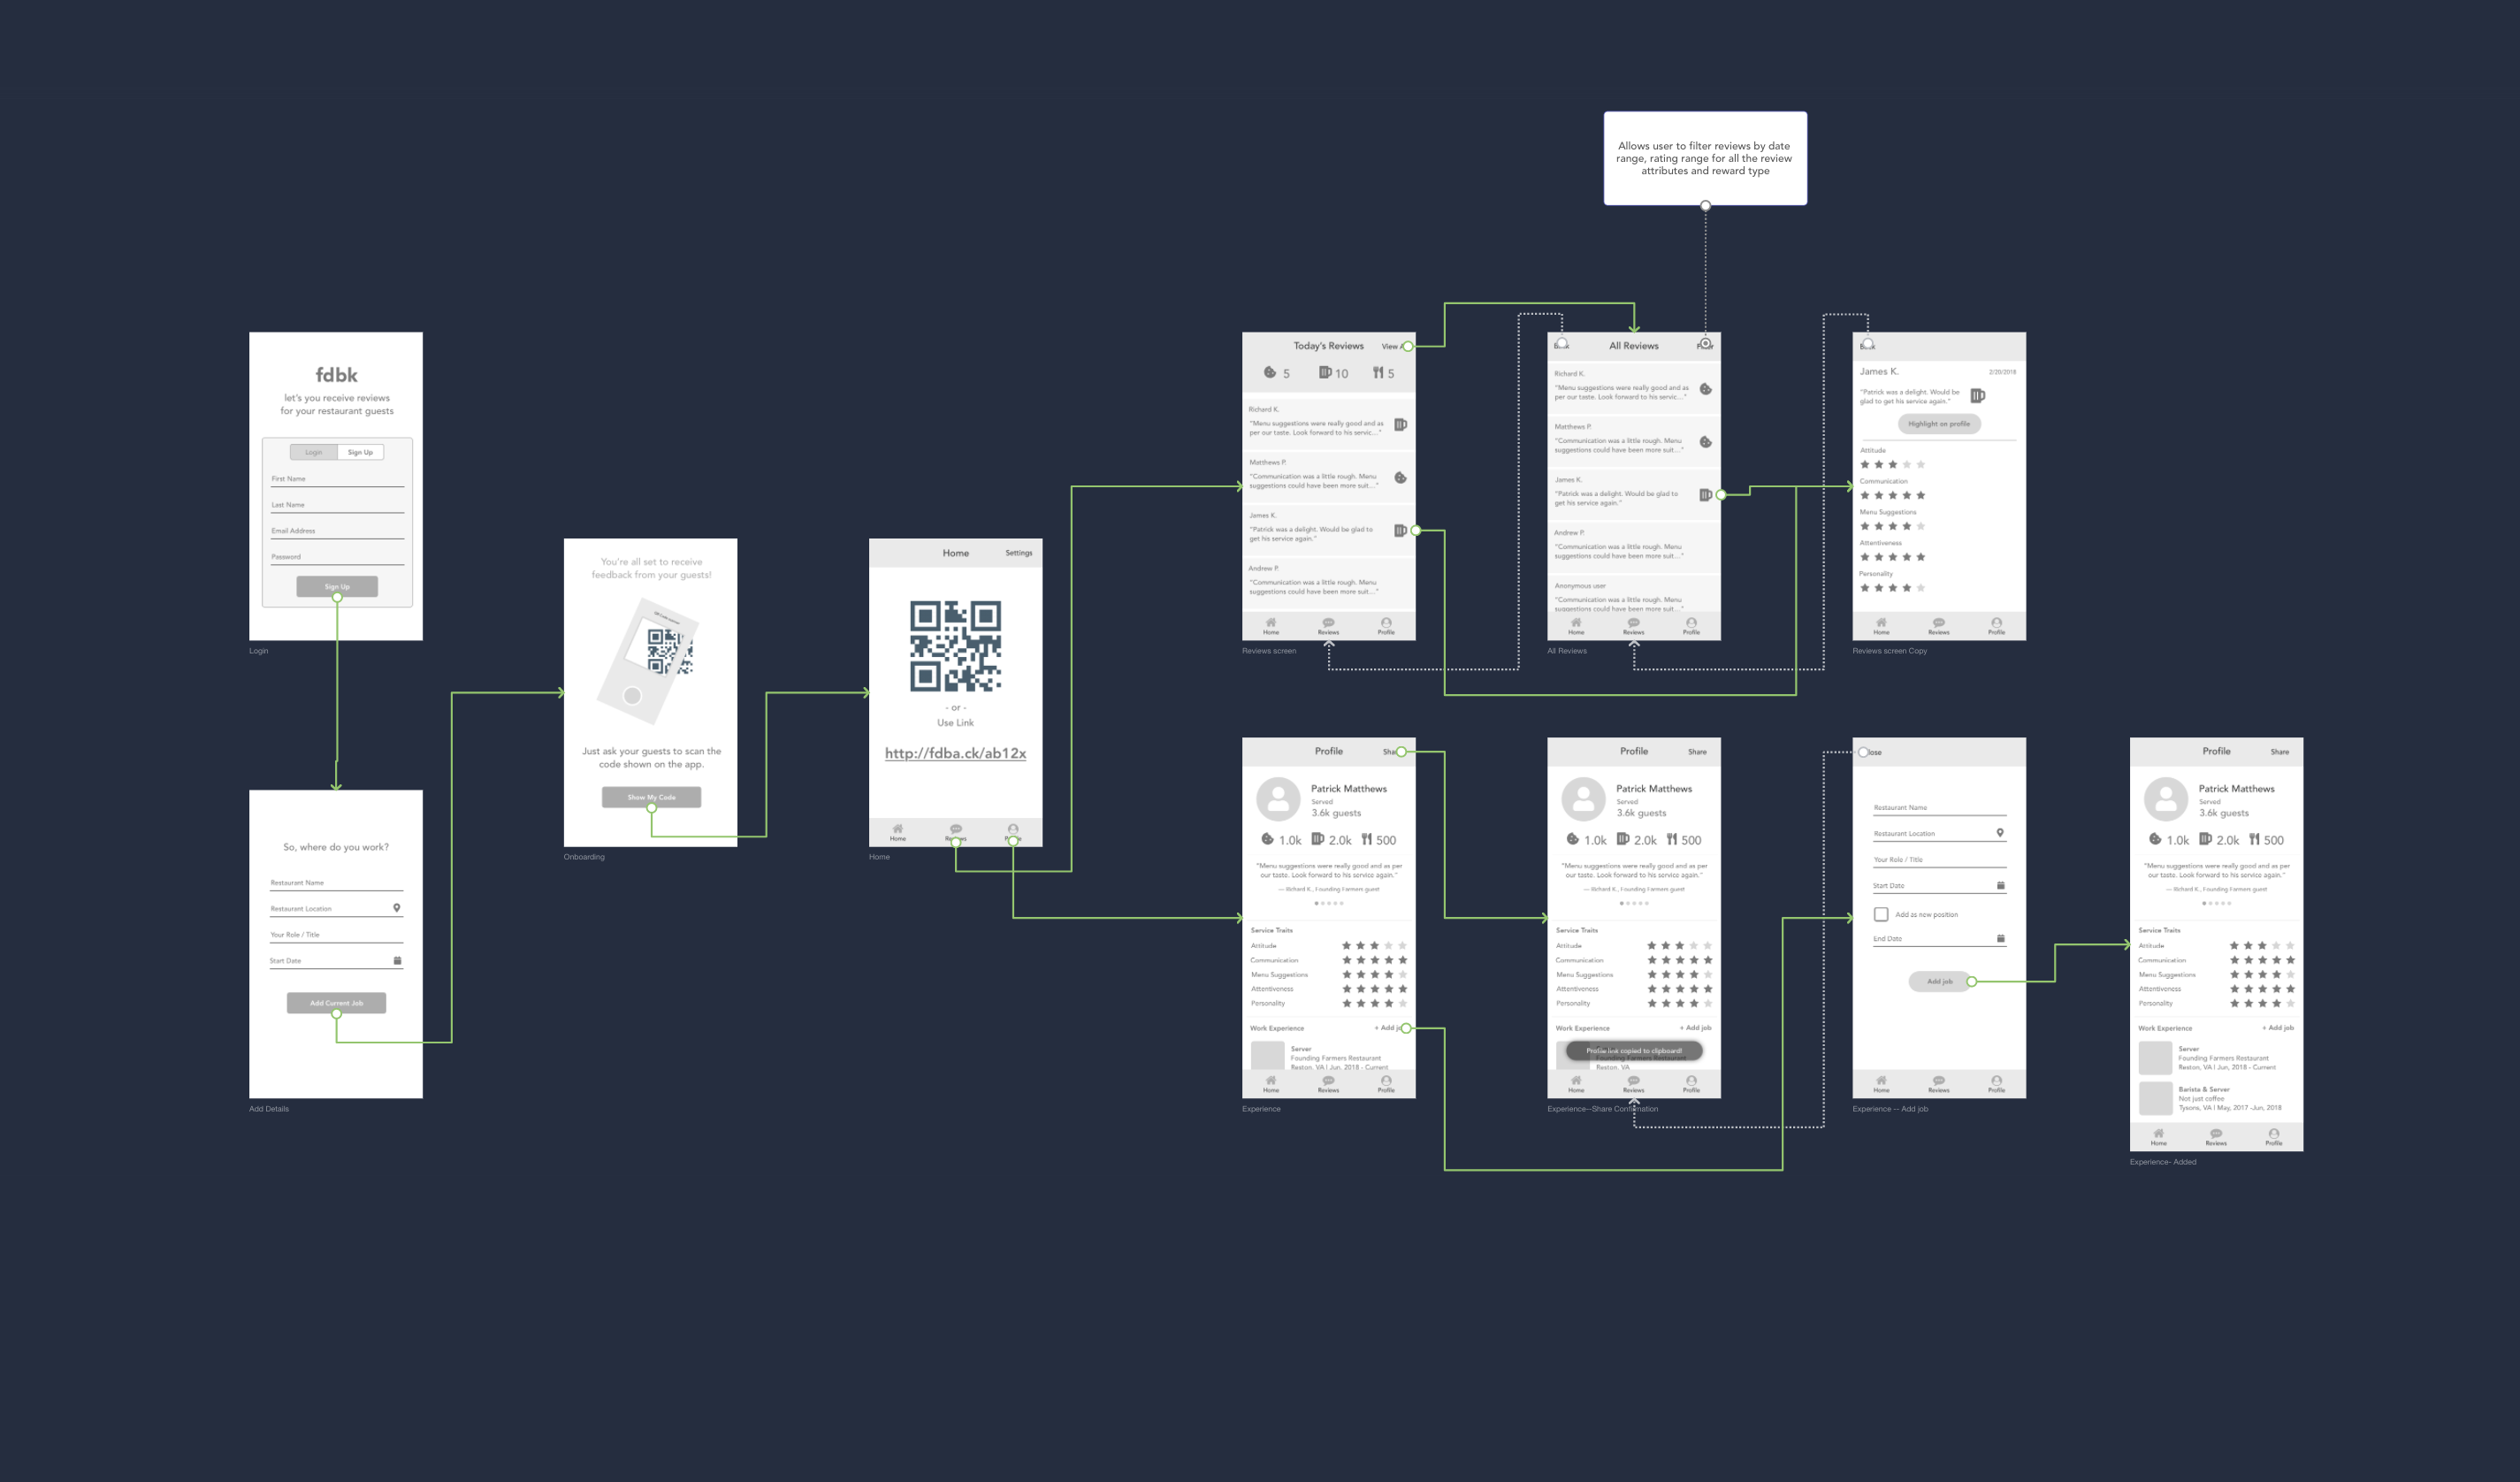 Allows user to filter reviews by date
range, rating range for all the review
attributes and reward type
fdbk
let's you receive reviews
for your restaurant guests
Login
Sign Up
First Name
Last Name
Email Address
Password
Sign Up
Login
So, where do you work?
Restaurant Name
Restaurant Location
Your Role / Title
Start Date
Add Current Job
Add Details
You're all set to receive
feedback from your guests!
Just ask your guests to scan the
code shown on the app.
Show My Code
Onboarding
Home
Settings
- or -
Use Link
http://fdba.ck/ab12x
Home
Home
Today's Reviews
View
5
10
5
Richard K.
"Menu suggestions were really good and as
per our taste. Look forward to his servic..."
Matthews P.
"Communication was a little rough. Menu
suggestions could have been more suit..."
James K.
"Patrick was a delight. Would be glad to
get his service again."
Andrew P.
"Communication was a little rough. Menu
suggestions could have been more suit..."
Home
Reviews
Profile
Reviews screen
All Reviews
Richard K.
"Menu suggestions were really good and as
per our taste. Look forward to his servic..."
Matthews P.
"Communication was a little rough. Menu
suggestions could have been more suit..."
James K.
"Patrick was a delight. Would be glad to
get his service again."
Andrew P.
"Communication was a little rough. Menu
suggestions could have been more suit..."
Anonymous user
"Communication was a little rough. Menu
suggestions could have been more suit..."
Home
Reviews
Profile
All Reviews
James K.
2/20/2018
"Patrick was a delight. Would be
glad to get his service again."
Highlight on profile
Attitude
Communication
Menu Suggestions
Attentiveness
Personality
Home
Reviews
Profile
Reviews screen Copy
Profile
Patrick Matthews
Served
3.6k guests
1.0k
2.0k
500
"Menu suggestions were really good and as per
our taste. Look forward to his service again."
— Richard K., Founding Farmers guest
Service Traits
Attitude
Communication
Menu Suggestions
Attentiveness
Personality
Work Experience
+ Add
Server
Founding Farmers Restaurant
Reston, VA | Jun, 2018 - Current
Home
Reviews
Profile
Experience
Profile
Share
Patrick Matthews
Served
3.6k guests
1.0k
2.0k
500
"Menu suggestions were really good and as per
our taste. Look forward to his service again."
— Richard K., Founding Farmers guest
Service Traits
Attitude
Communication
Menu Suggestions
Attentiveness
Personality
Work Experience
+ Add job
Profile link copied to clipboard!
Reston, VA
Home
Reviews
Profile
Experience--Share Confirmation
Restaurant Name
Restaurant Location
Your Role / Title
Start Date
Add as new position
End Date
Add job
Home
Reviews
Profile
Experience -- Add job
Profile
Share
Patrick Matthews
Served
3.6k guests
1.0k
2.0k
500
"Menu suggestions were really good and as per
our taste. Look forward to his service again."
— Richard K., Founding Farmers guest
Service Traits
Attitude
Communication
Menu Suggestions
Attentiveness
Personality
Work Experience
+ Add job
Server
Founding Farmers Restaurant
Reston, VA | Jun, 2018 - Current
Barista & Server
Not just coffee
Tysons, VA | May, 2017 -Jun, 2018
Home
Reviews
Profile
Experience- Added